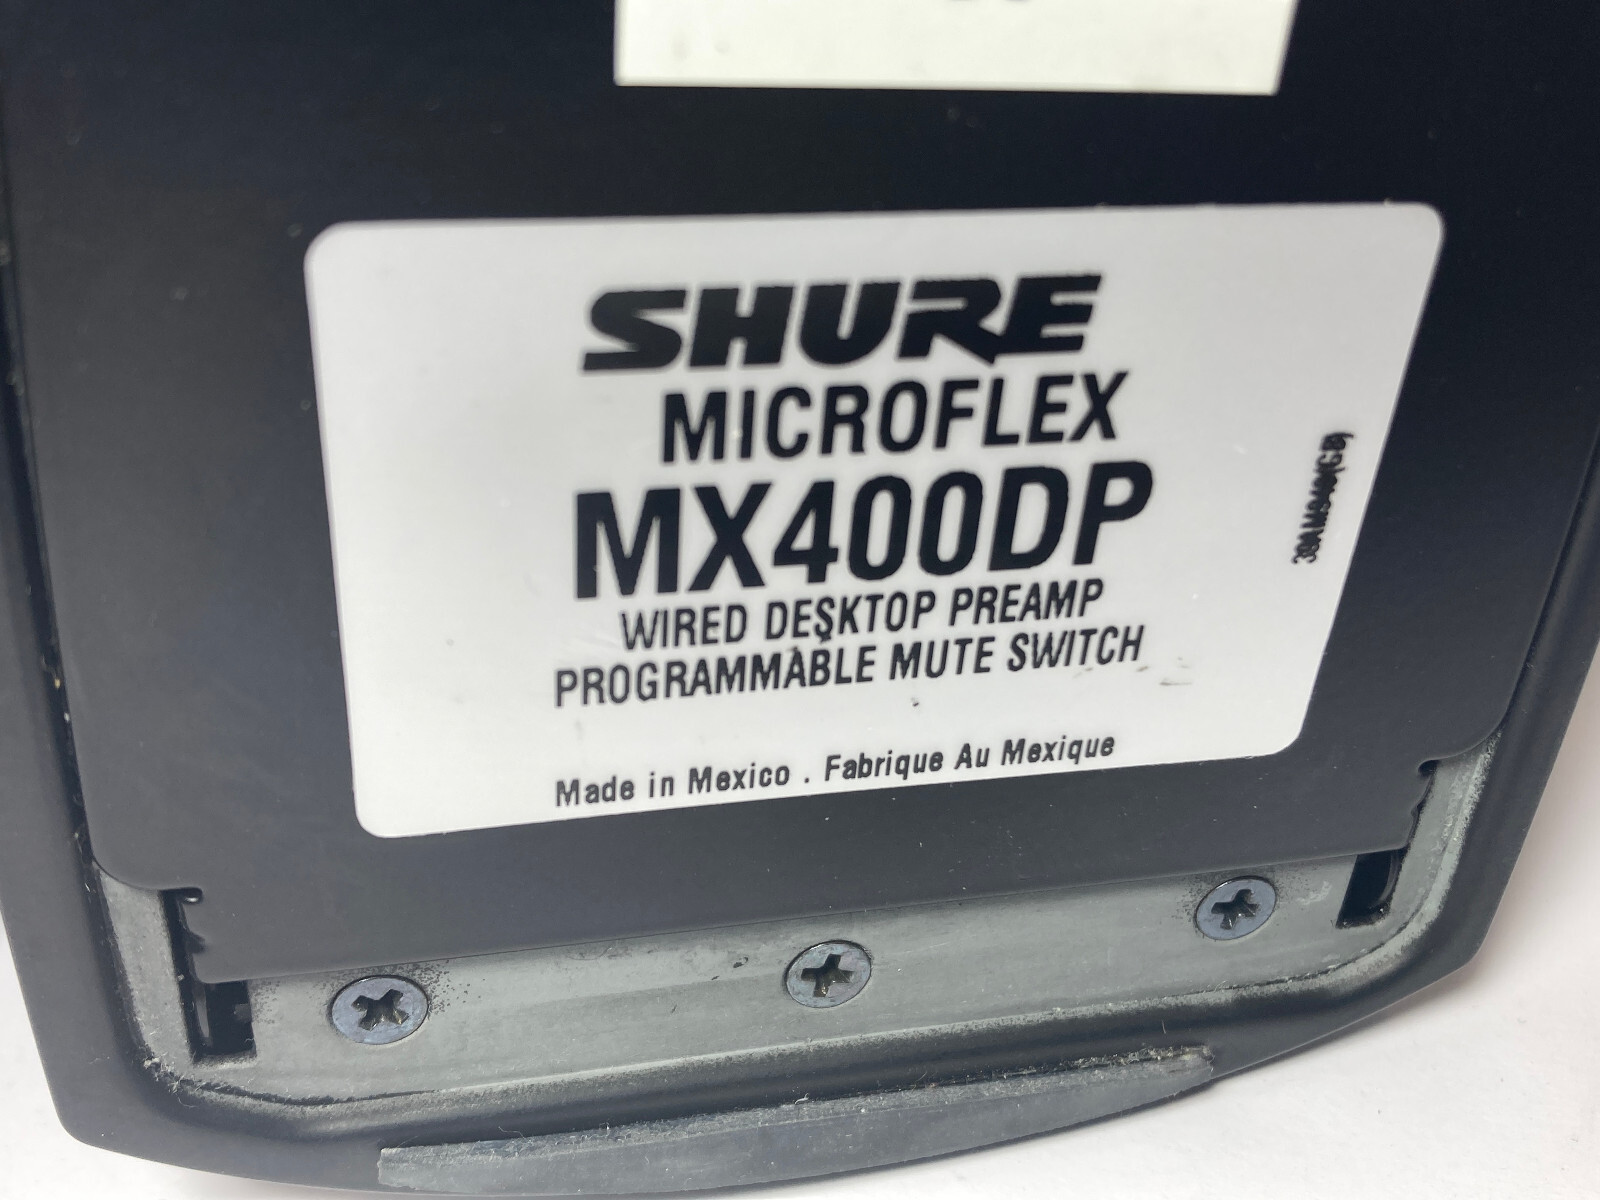 SHURE
MICROFLEX
MX400DP
WIRED DESKTOP PREAMP
PROGRAMMABLE MUTE SWITCH
Made in Mexico . Fabrique Au Mexique